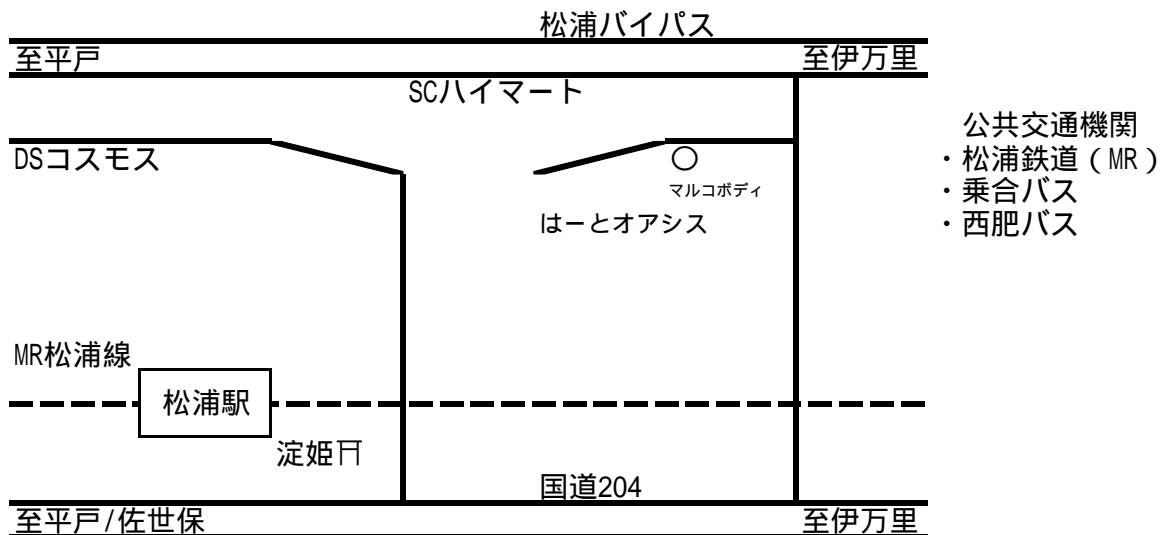 松浦バイパス
至平戸
至伊万里
SCハイマート
DSコスモス
マルコボディ
はーとオアシス
公共交通機関
・松浦鉄道（MR）
・乗合バス
・西肥バス
MR松浦線
松浦駅
淀姫
国道204
至平戸/佐世保
至伊万里